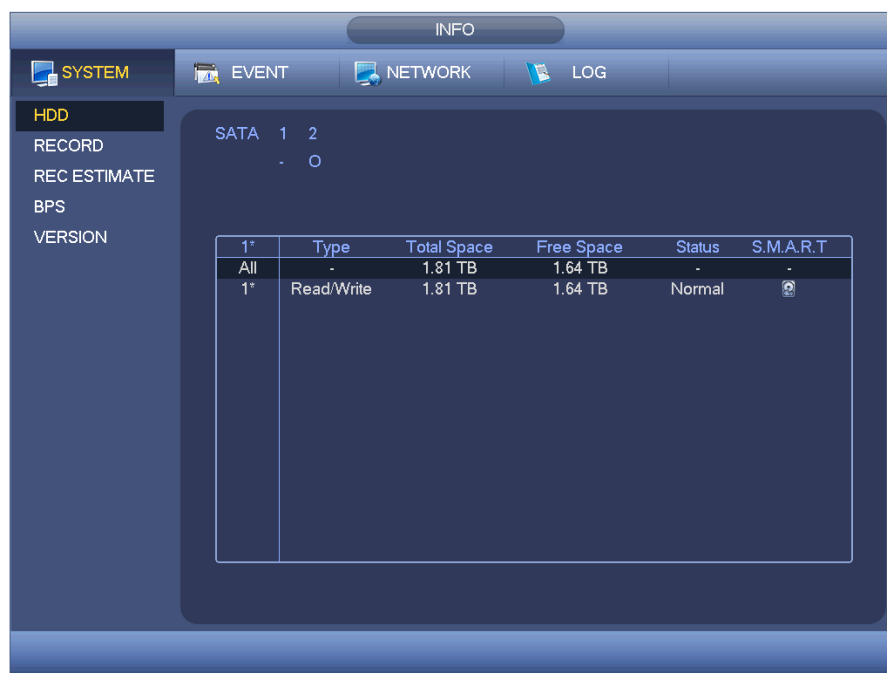 INFO
SYSTEM EVENT NETWORK LOG
HDD
RECORD
REC ESTIMATE
BPS
VERSION
SATA 1 2
- O
1* Type Total Space Free Space Status S.M.A.R.T
All - 1.81 TB 1.64 TB - -
1* Read/Write 1.81 TB 1.64 TB Normal